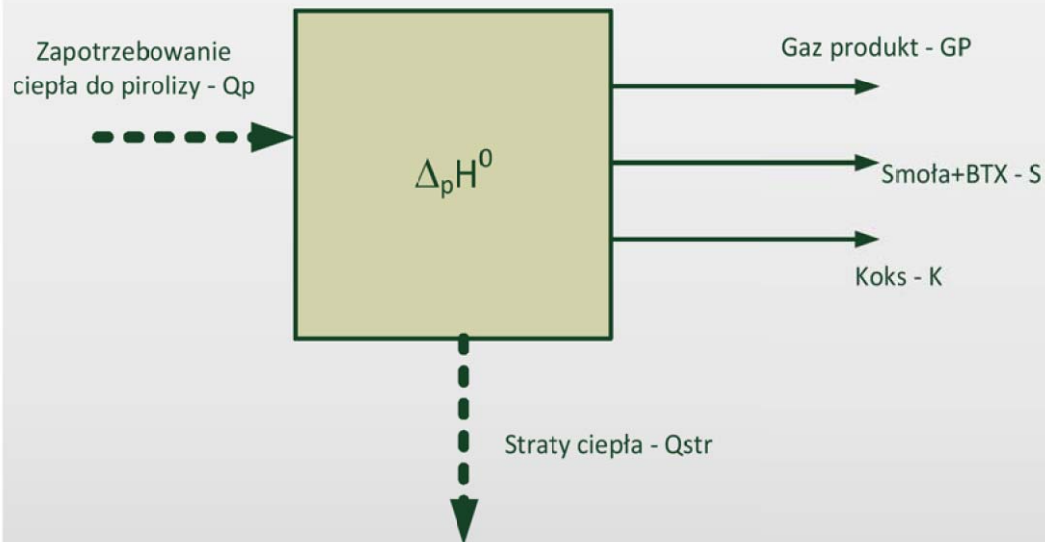 Zapotrzebowanie
ciepła do pirolizy - Qp
Gaz produkt - GP
ΔpH⁰
Smoła+BTX - S
Koks - K
Straty ciepła - Qstr